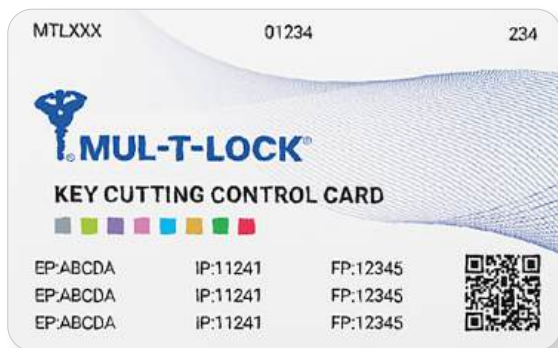 MTLXXX 01234 234
MUL-T-LOCK®
KEY CUTTING CONTROL CARD
EP:ABCDA IP:11241 FP:12345
EP:ABCDA IP:11241 FP:12345
EP:ABCDA IP:11241 FP:12345